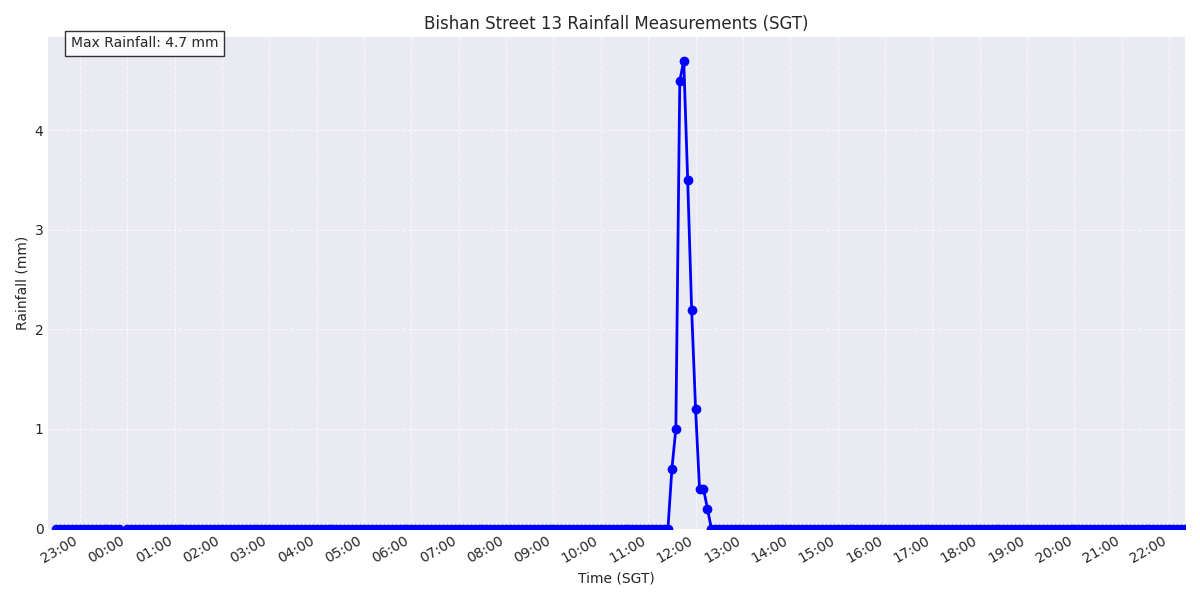 Bishan Street 13 Rainfall Measurements (SGT)
Max Rainfall: 4.7 mm
4
3
2
1
0
Rainfall (mm)
23:00 00:00 01:00 02:00 03:00 04:00 05:00 06:00 07:00 08:00 09:00 10:00 11:00 12:00 13:00 14:00 15:00 16:00 17:00 18:00 19:00 20:00 21:00 22:00
Time (SGT)